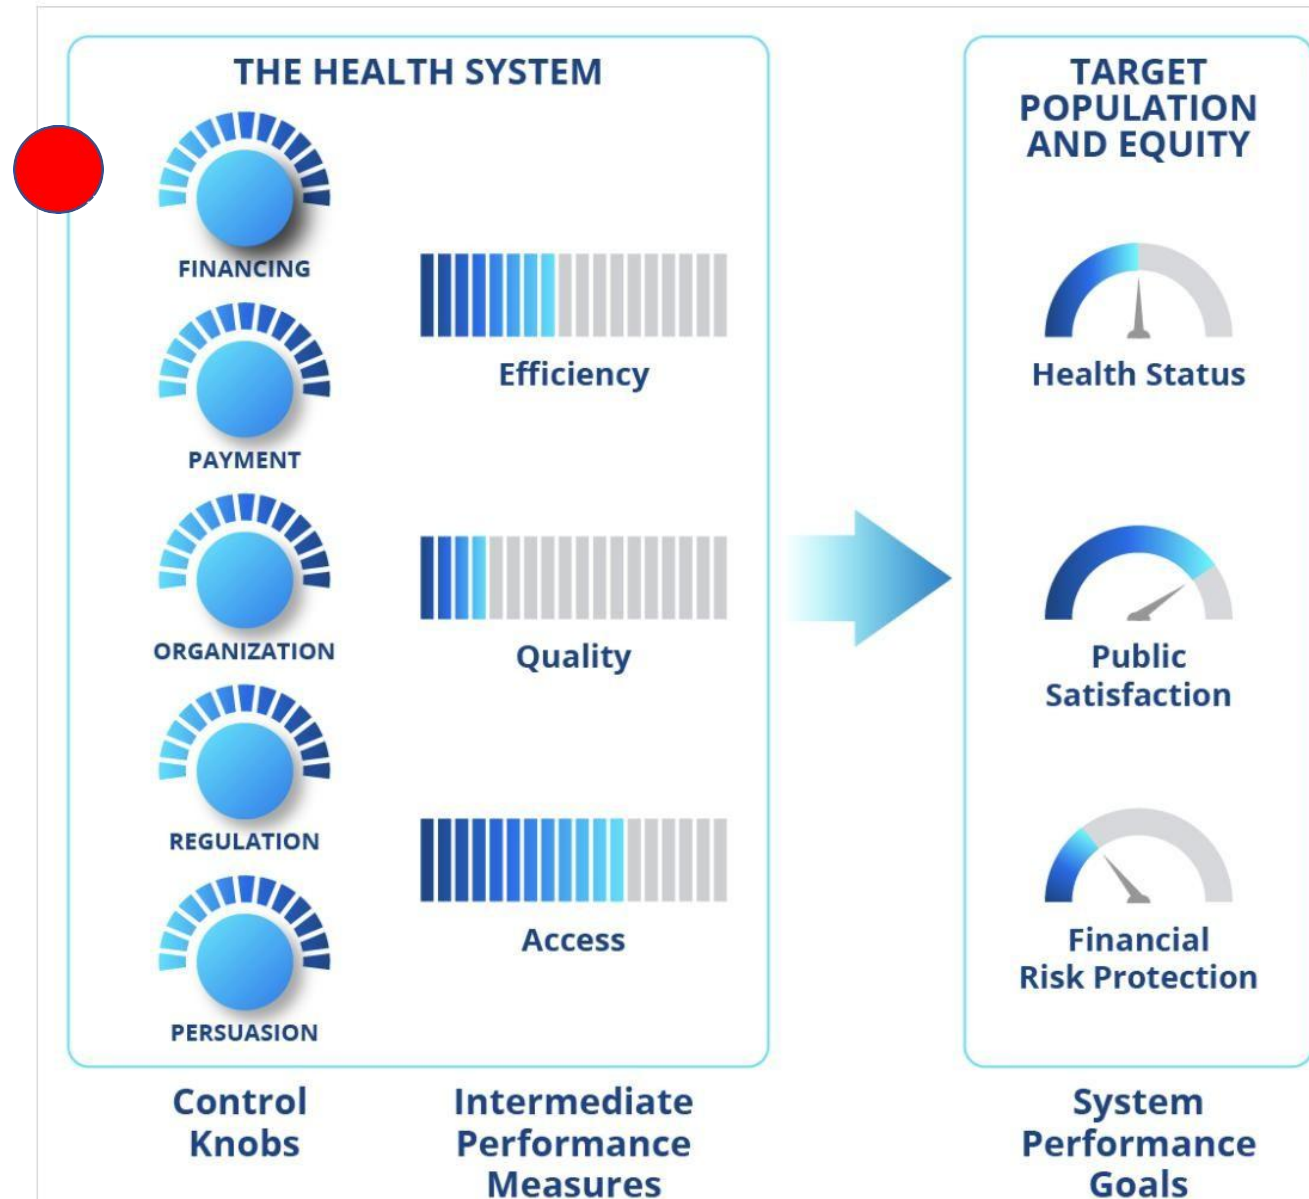 THE HEALTH SYSTEM
FINANCING
PAYMENT
ORGANIZATION
REGULATION
PERSUASION
Efficiency
Quality
Access
Control
Knobs
Intermediate
Performance
Measures
TARGET
POPULATION
AND EQUITY
Health Status
Public
Satisfaction
Financial
Risk Protection
System
Performance
Goals